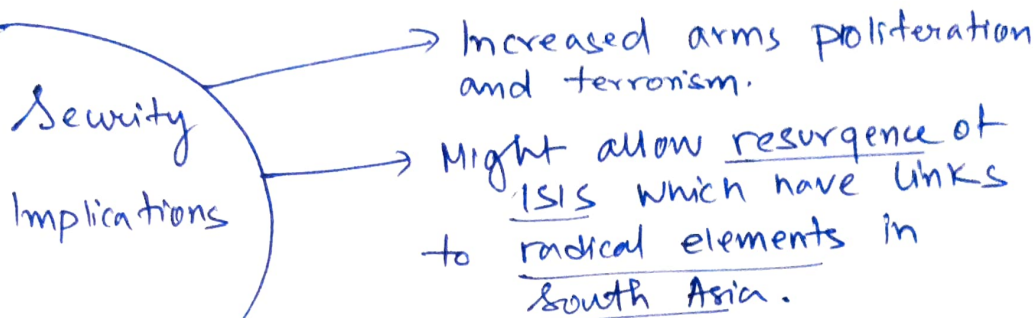 Security
Implications
Increased arms proliferation
and terrorism.
Might allow resurgence of
ISIS which have links
to radical elements in
South Asia.